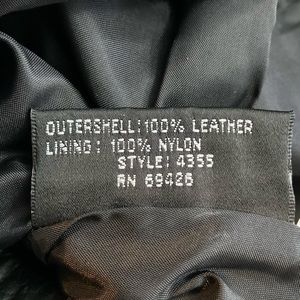 OUTERSHELL:100% LEATHER
LINING: 100% NYLON
STYLE: 4355
RN 69426